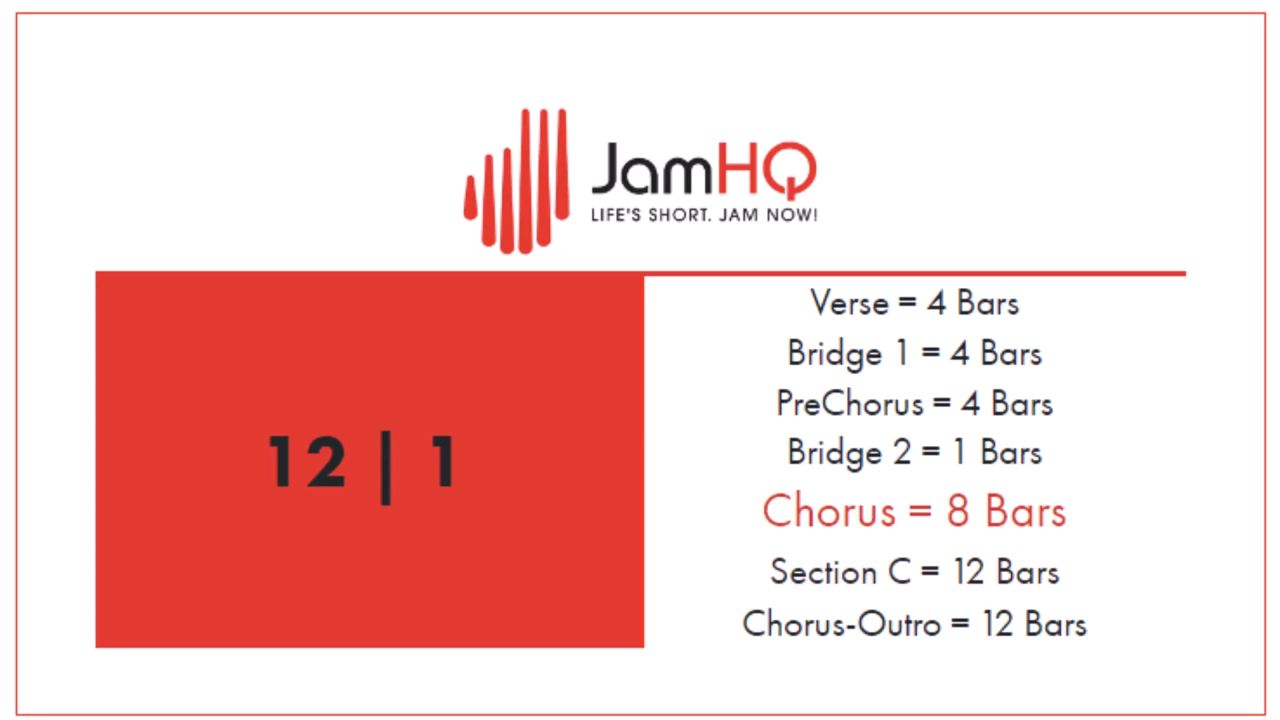 JamHQ
LIFE'S SHORT. JAM NOW!
12 | 1
Verse = 4 Bars
Bridge 1 = 4 Bars
PreChorus = 4 Bars
Bridge 2 = 1 Bars
Chorus = 8 Bars
Section C = 12 Bars
Chorus-Outro = 12 Bars